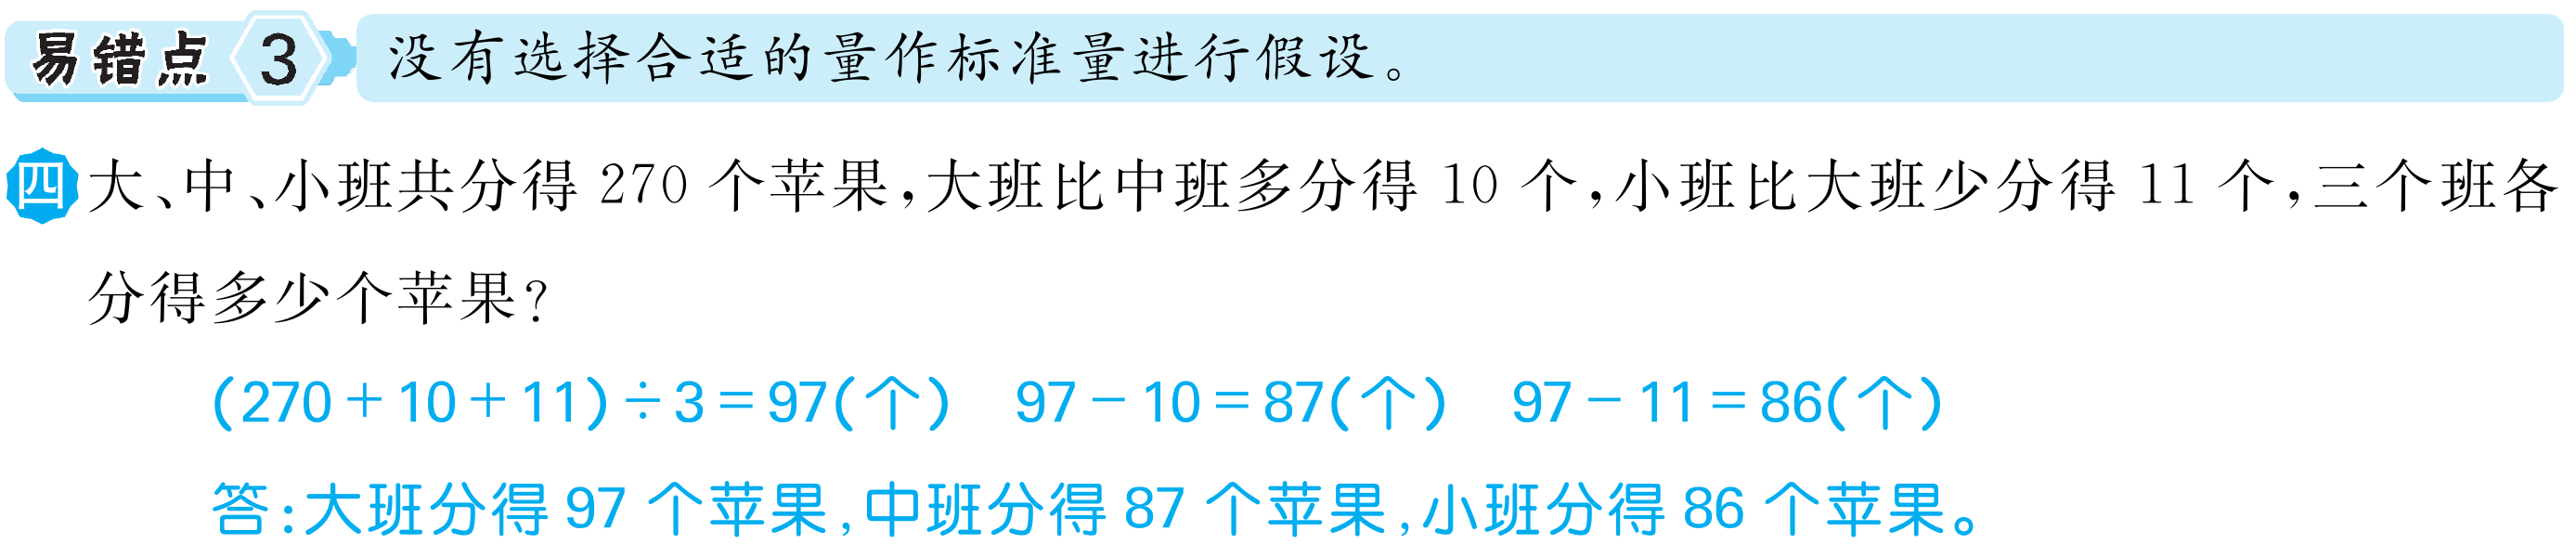 易错点 3 没有选择合适的量作标准量进行假设。
四 大、中、小班共分得 270 个苹果,大班比中班多分得 10 个,小班比大班少分得 11 个,三个班各
分得多少个苹果?
(270+10+11)÷3=97(个) 97-10=87(个) 97-11=86(个)
答:大班分得 97 个苹果,中班分得 87 个苹果,小班分得 86 个苹果。